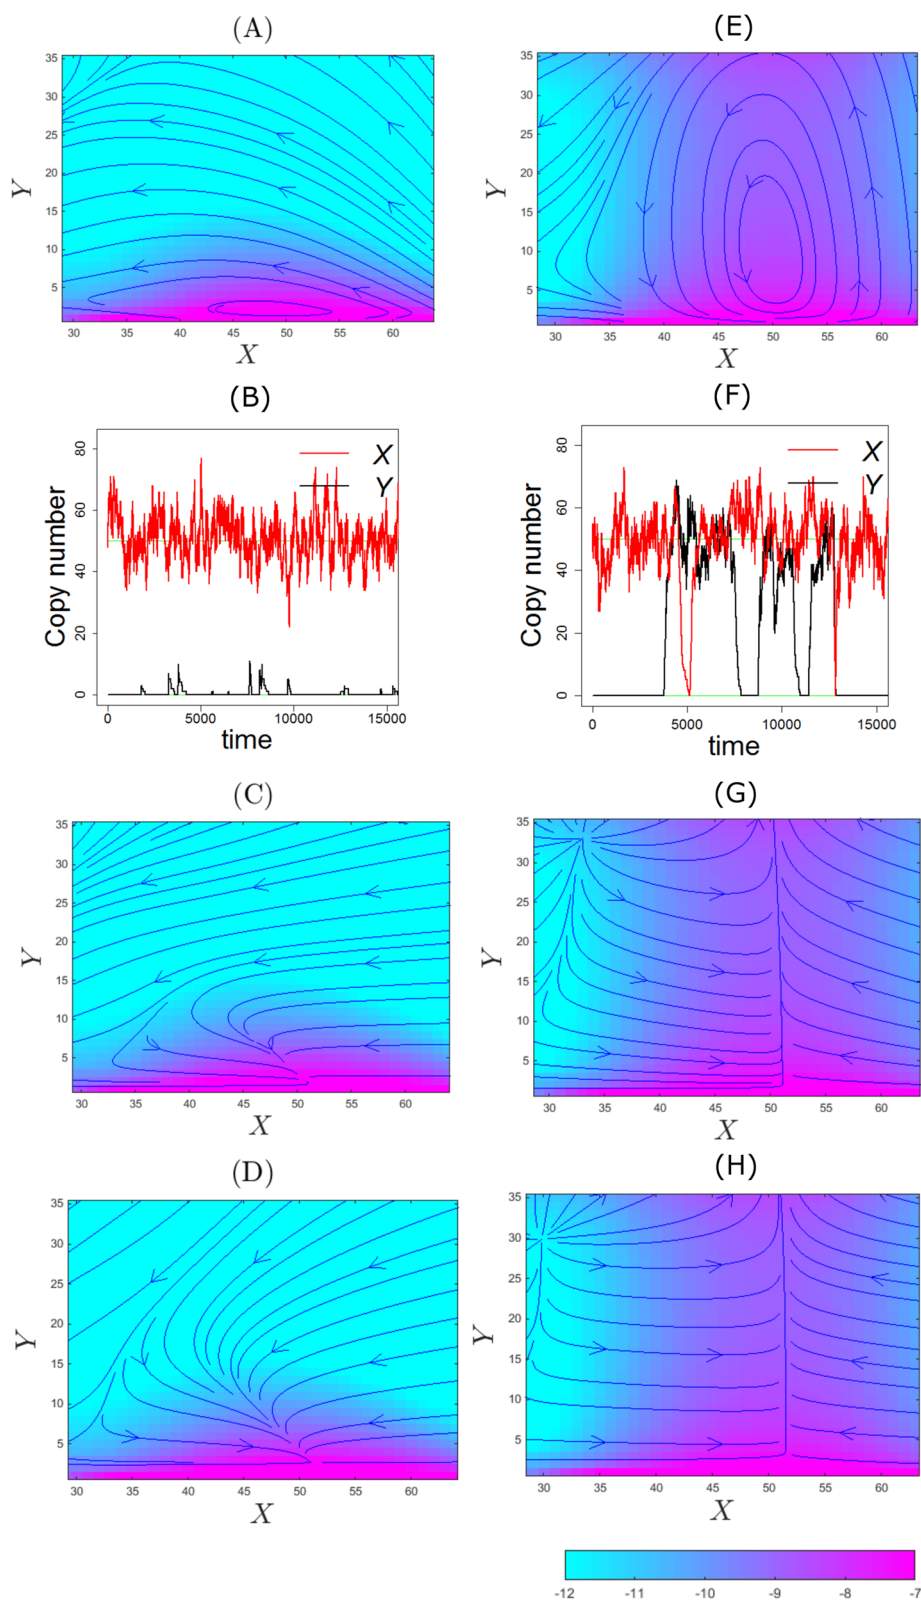 (A)
35
30
25
20
15
10
5
Y
30 35 40 45 50 55 60
X
(E)
35
30
25
20
15
10
5
Y
30 35 40 45 50 55 60
X
(B)
80
60
40
20
0
Copy number
X
Y
0 5000 10000 15000
time
(F)
80
60
40
20
0
Copy number
X
Y
0 5000 10000 15000
time
(C)
35
30
25
20
15
10
5
Y
30 35 40 45 50 55 60
X
(G)
35
30
25
20
15
10
5
Y
30 35 40 45 50 55 60
X
(D)
35
30
25
20
15
10
5
Y
30 35 40 45 50 55 60
X
(H)
35
30
25
20
15
10
5
Y
30 35 40 45 50 55 60
X
-12 -11 -10 -9 -8 -7